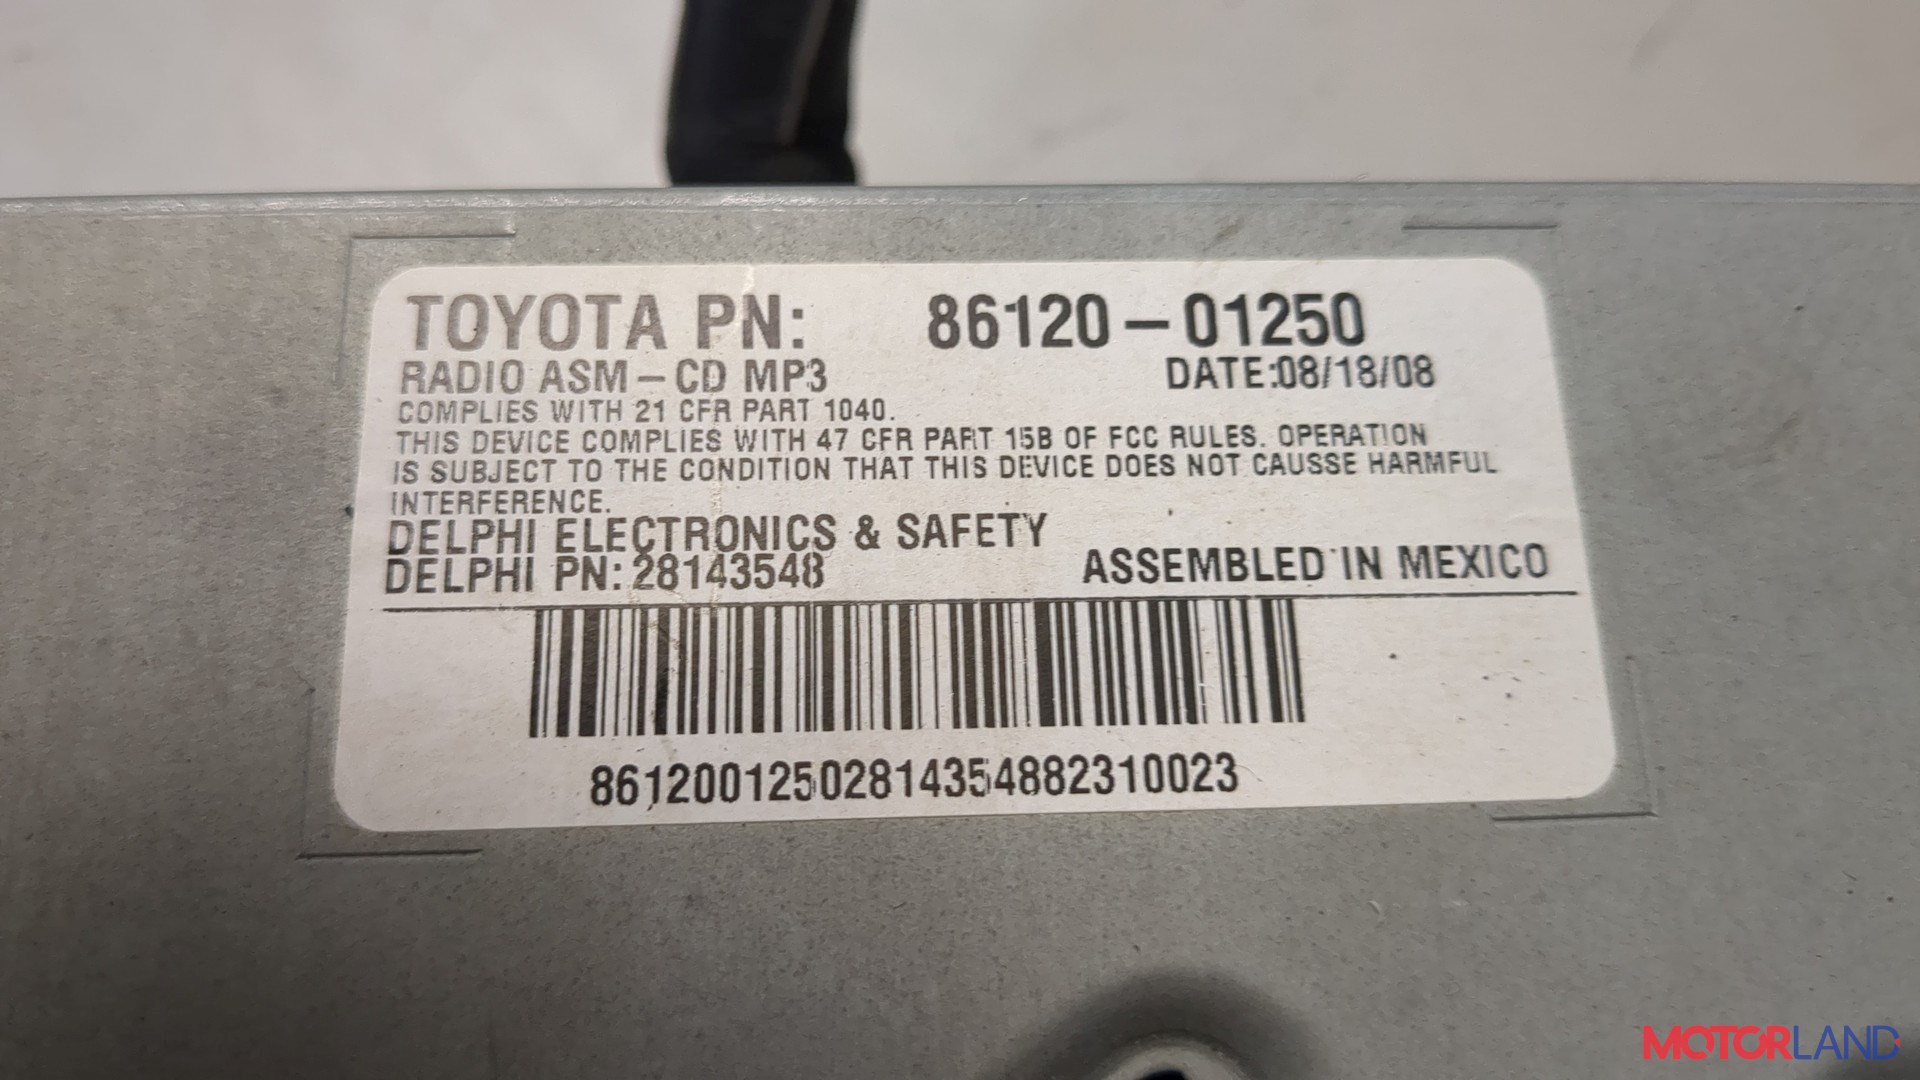 TOYOTA PN: 86120-01250
RADIO ASM-CD MP3 DATE:08/18/08
COMPLIES WITH 21 CFR PART 1040.
THIS DEVICE COMPLIES WITH 47 CFR PART 15B OF FCC RULES. OPERATION
IS SUBJECT TO THE CONDITION THAT THIS DEVICE DOES NOT CAUSSE HARMFUL
INTERFERENCE.
DELPHI ELECTRONICS & SAFETY
DELPHI PN: 28143548 ASSEMBLED IN MEXICO
86120012502814354882310023
MOTORLAND